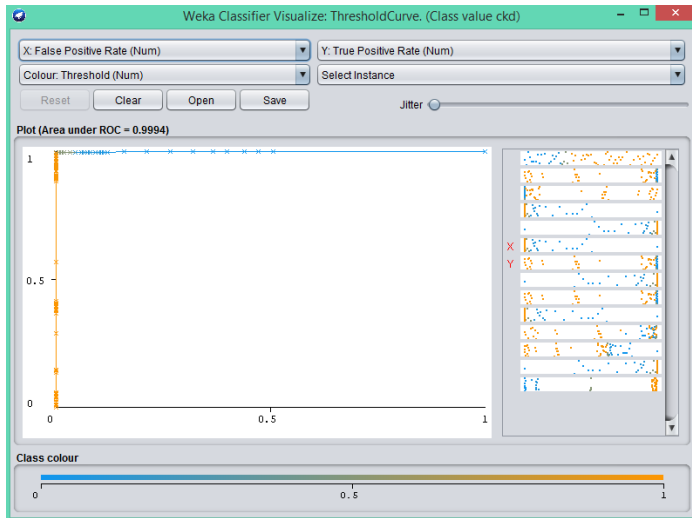 Weka Classifier Visualize: ThresholdCurve. (Class value ckd)
X: False Positive Rate (Num) Y: True Positive Rate (Num)
Colour: Threshold (Num) Select Instance
Reset Clear Open Save Jitter
Plot (Area under ROC = 0.9994)
1
X
Y
0.5
0
0 0.5 1
Class colour
0 0.5 1